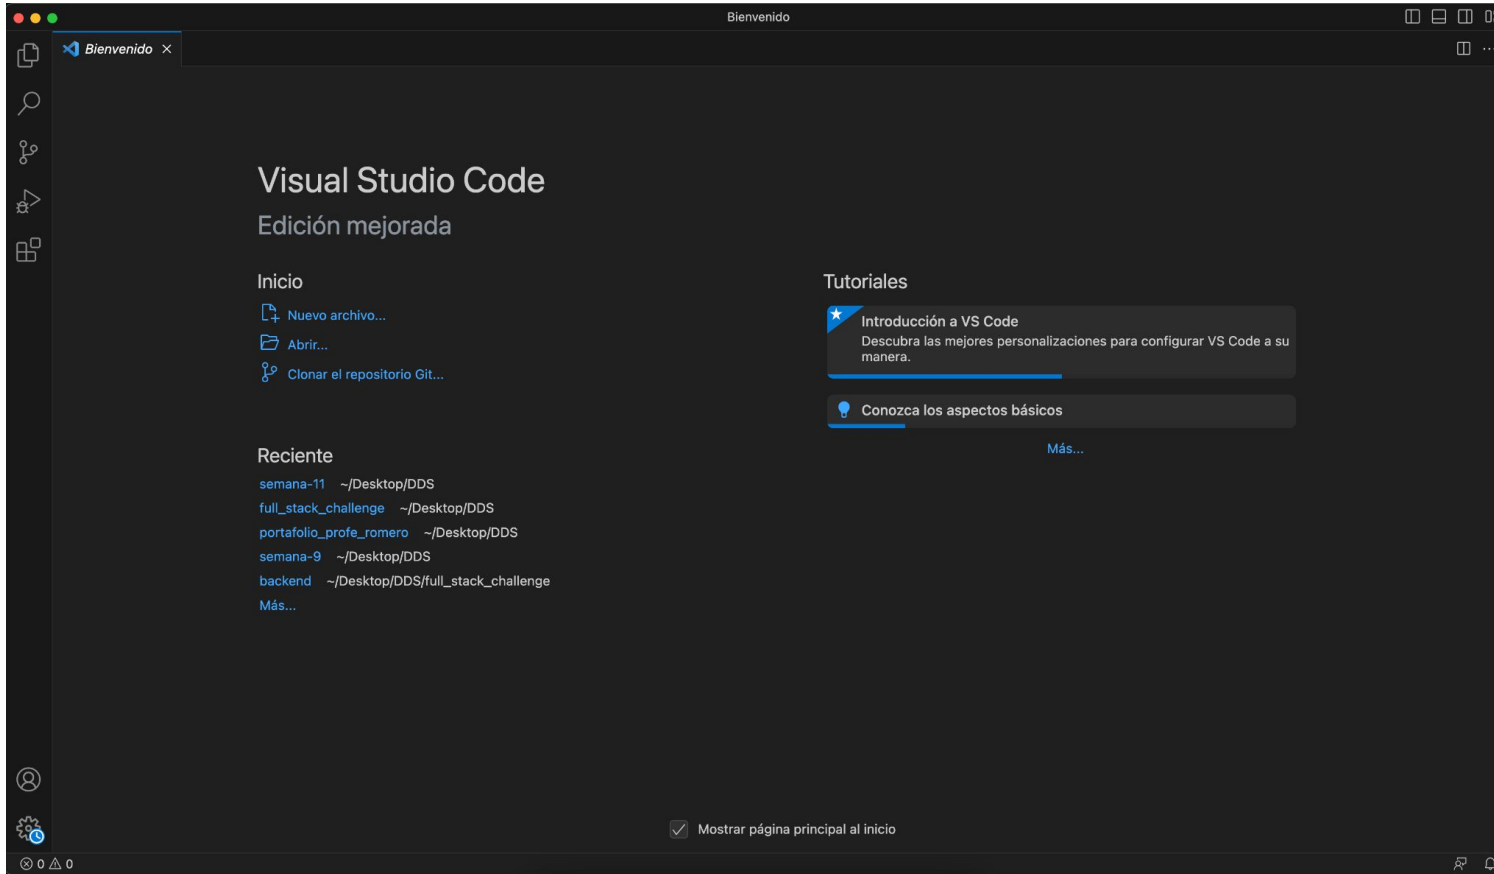 Bienvenido
Bienvenido
Visual Studio Code
Edición mejorada
Inicio
Nuevo archivo...
Abrir...
Clonar el repositorio Git...
Reciente
semana-11 ~/Desktop/DDS
full_stack_challenge ~/Desktop/DDS
portafolio_profe_romero ~/Desktop/DDS
semana-9 ~/Desktop/DDS
backend ~/Desktop/DDS/full_stack_challenge
Más...
Tutoriales
Introducción a VS Code
Descubra las mejores personalizaciones para configurar VS Code a su
manera.
Conozca los aspectos básicos
Más...
Mostrar página principal al inicio
0 0